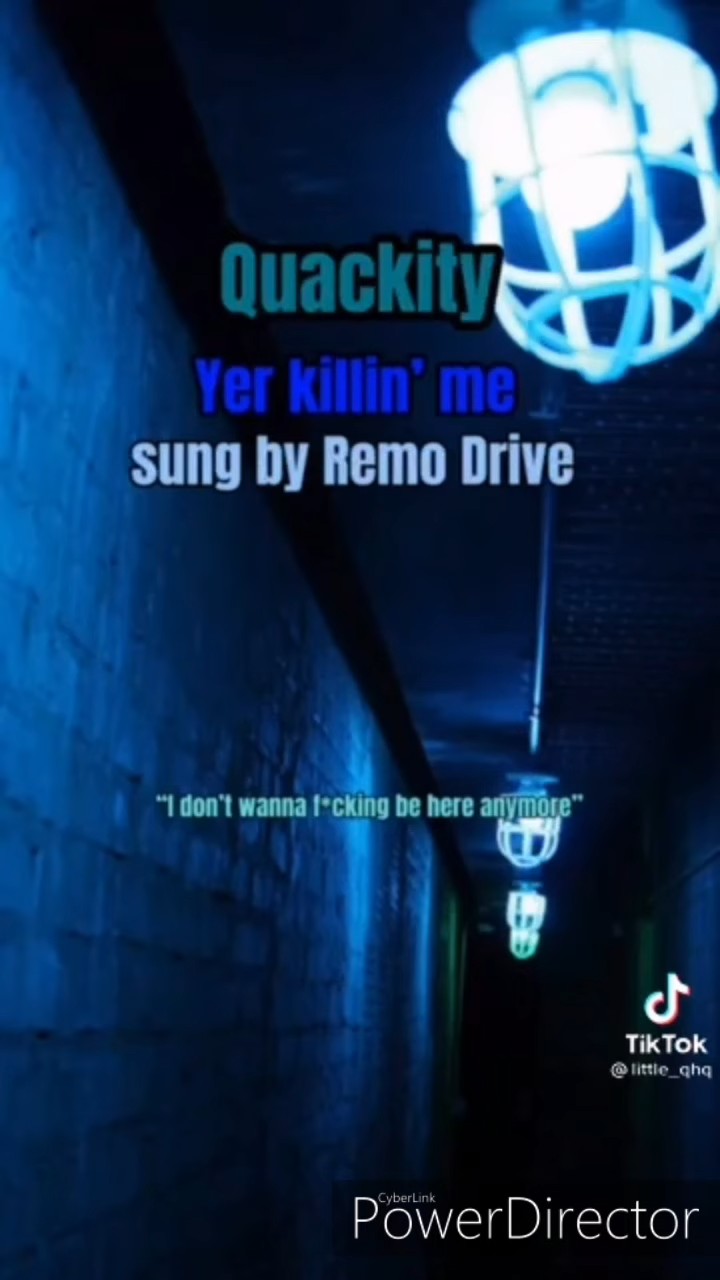 Quackity
Yer killin' me
sung by Remo Drive
"I don't wanna f*cking be here anymore"
TikTok
@little_qhq
CyberLink
PowerDirector